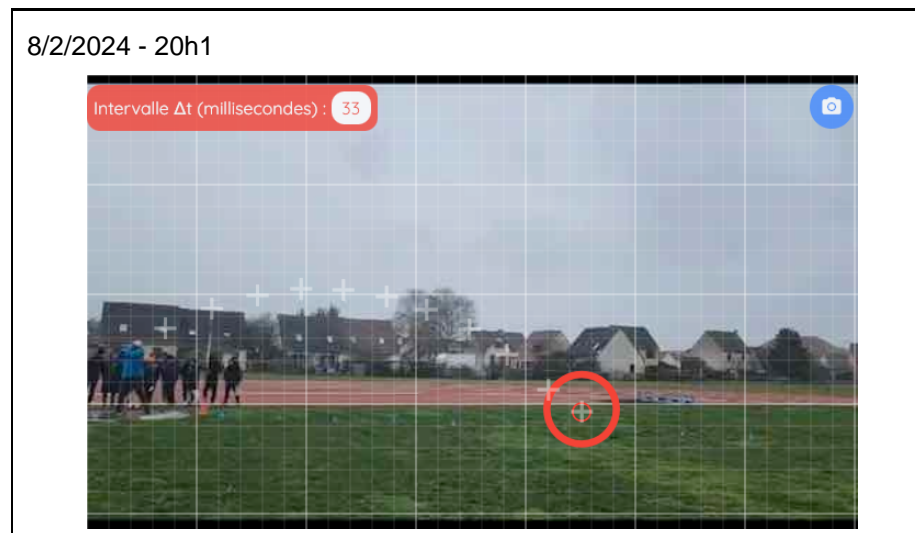 8/2/2024 - 20h1
Intervalle Δt (millisecondes) : 33